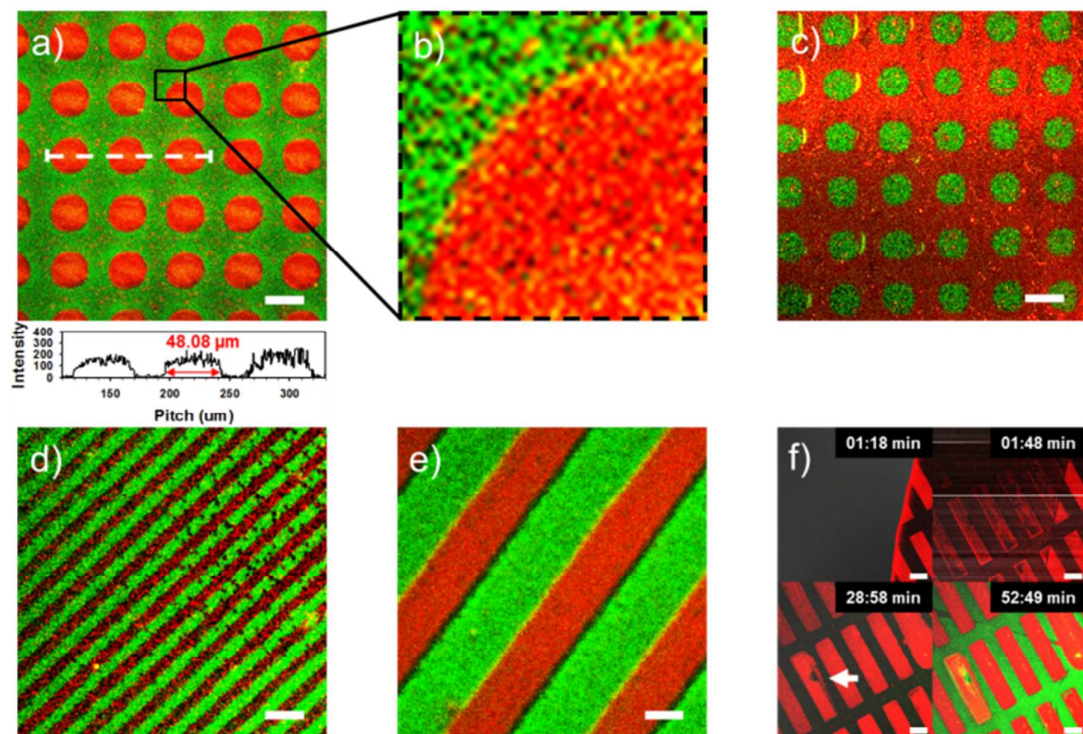 a)
b)
c)
Intensity
400
300
200
100
0
48.08 µm
150
200
250
300
Pitch (um)
d)
e)
f)
01:18 min
01:48 min
28:58 min
52:49 min